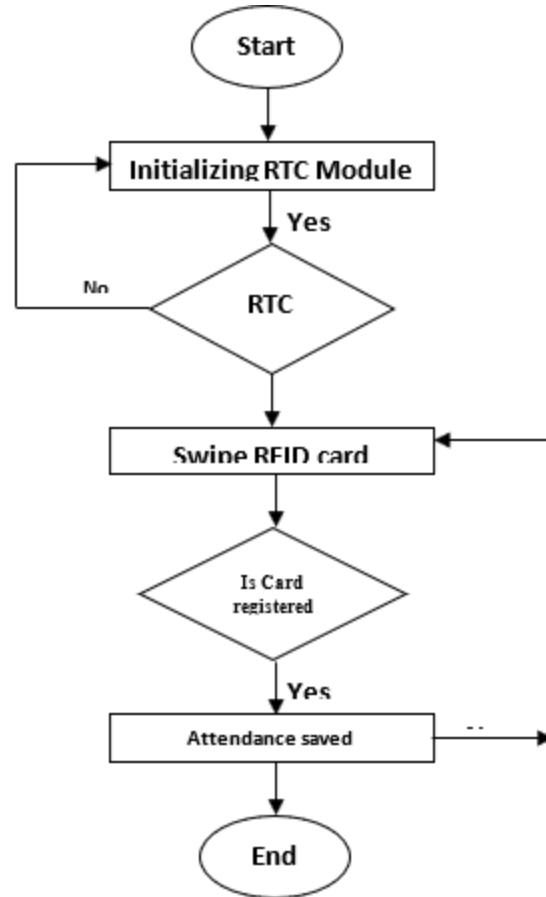 Start
Initializing RTC Module
Yes
No
RTC
Swipe RFID card
Is Card
registered
Yes
Attendance saved
End